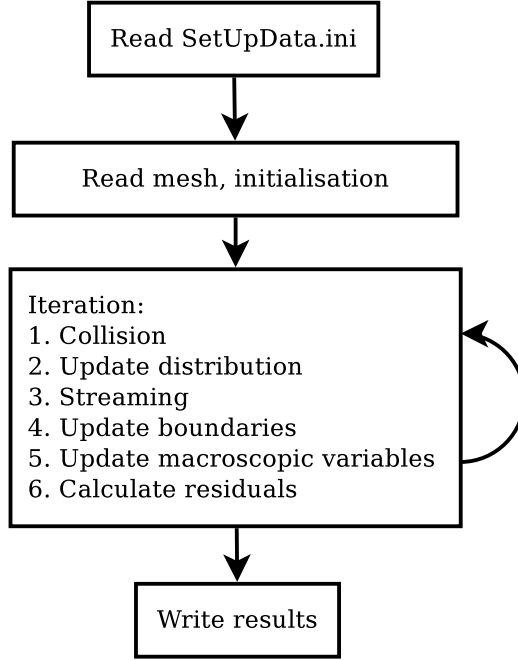 Read SetUpData.ini
Read mesh, initialisation
Iteration:
1. Collision
2. Update distribution
3. Streaming
4. Update boundaries
5. Update macroscopic variables
6. Calculate residuals
Write results